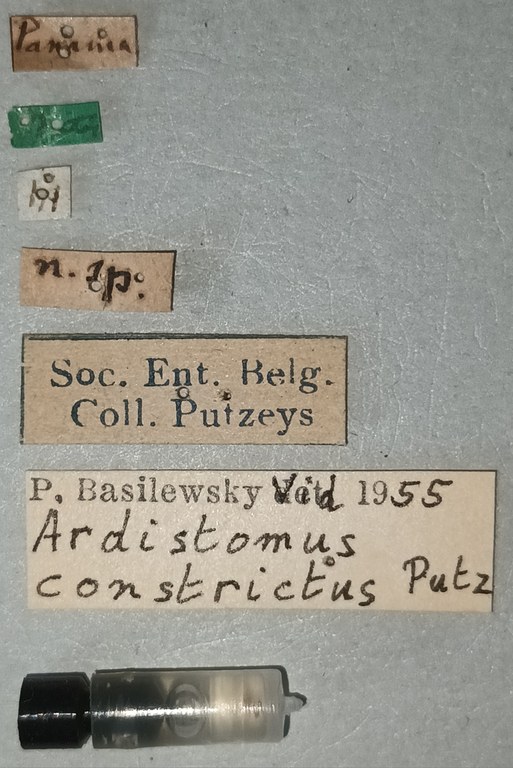 Panama
n. sp.
Soc. Ent. Belg.
Coll. Putzeys
P. Basilewsky Vid 1955
Ardistomus
constrictus Putz